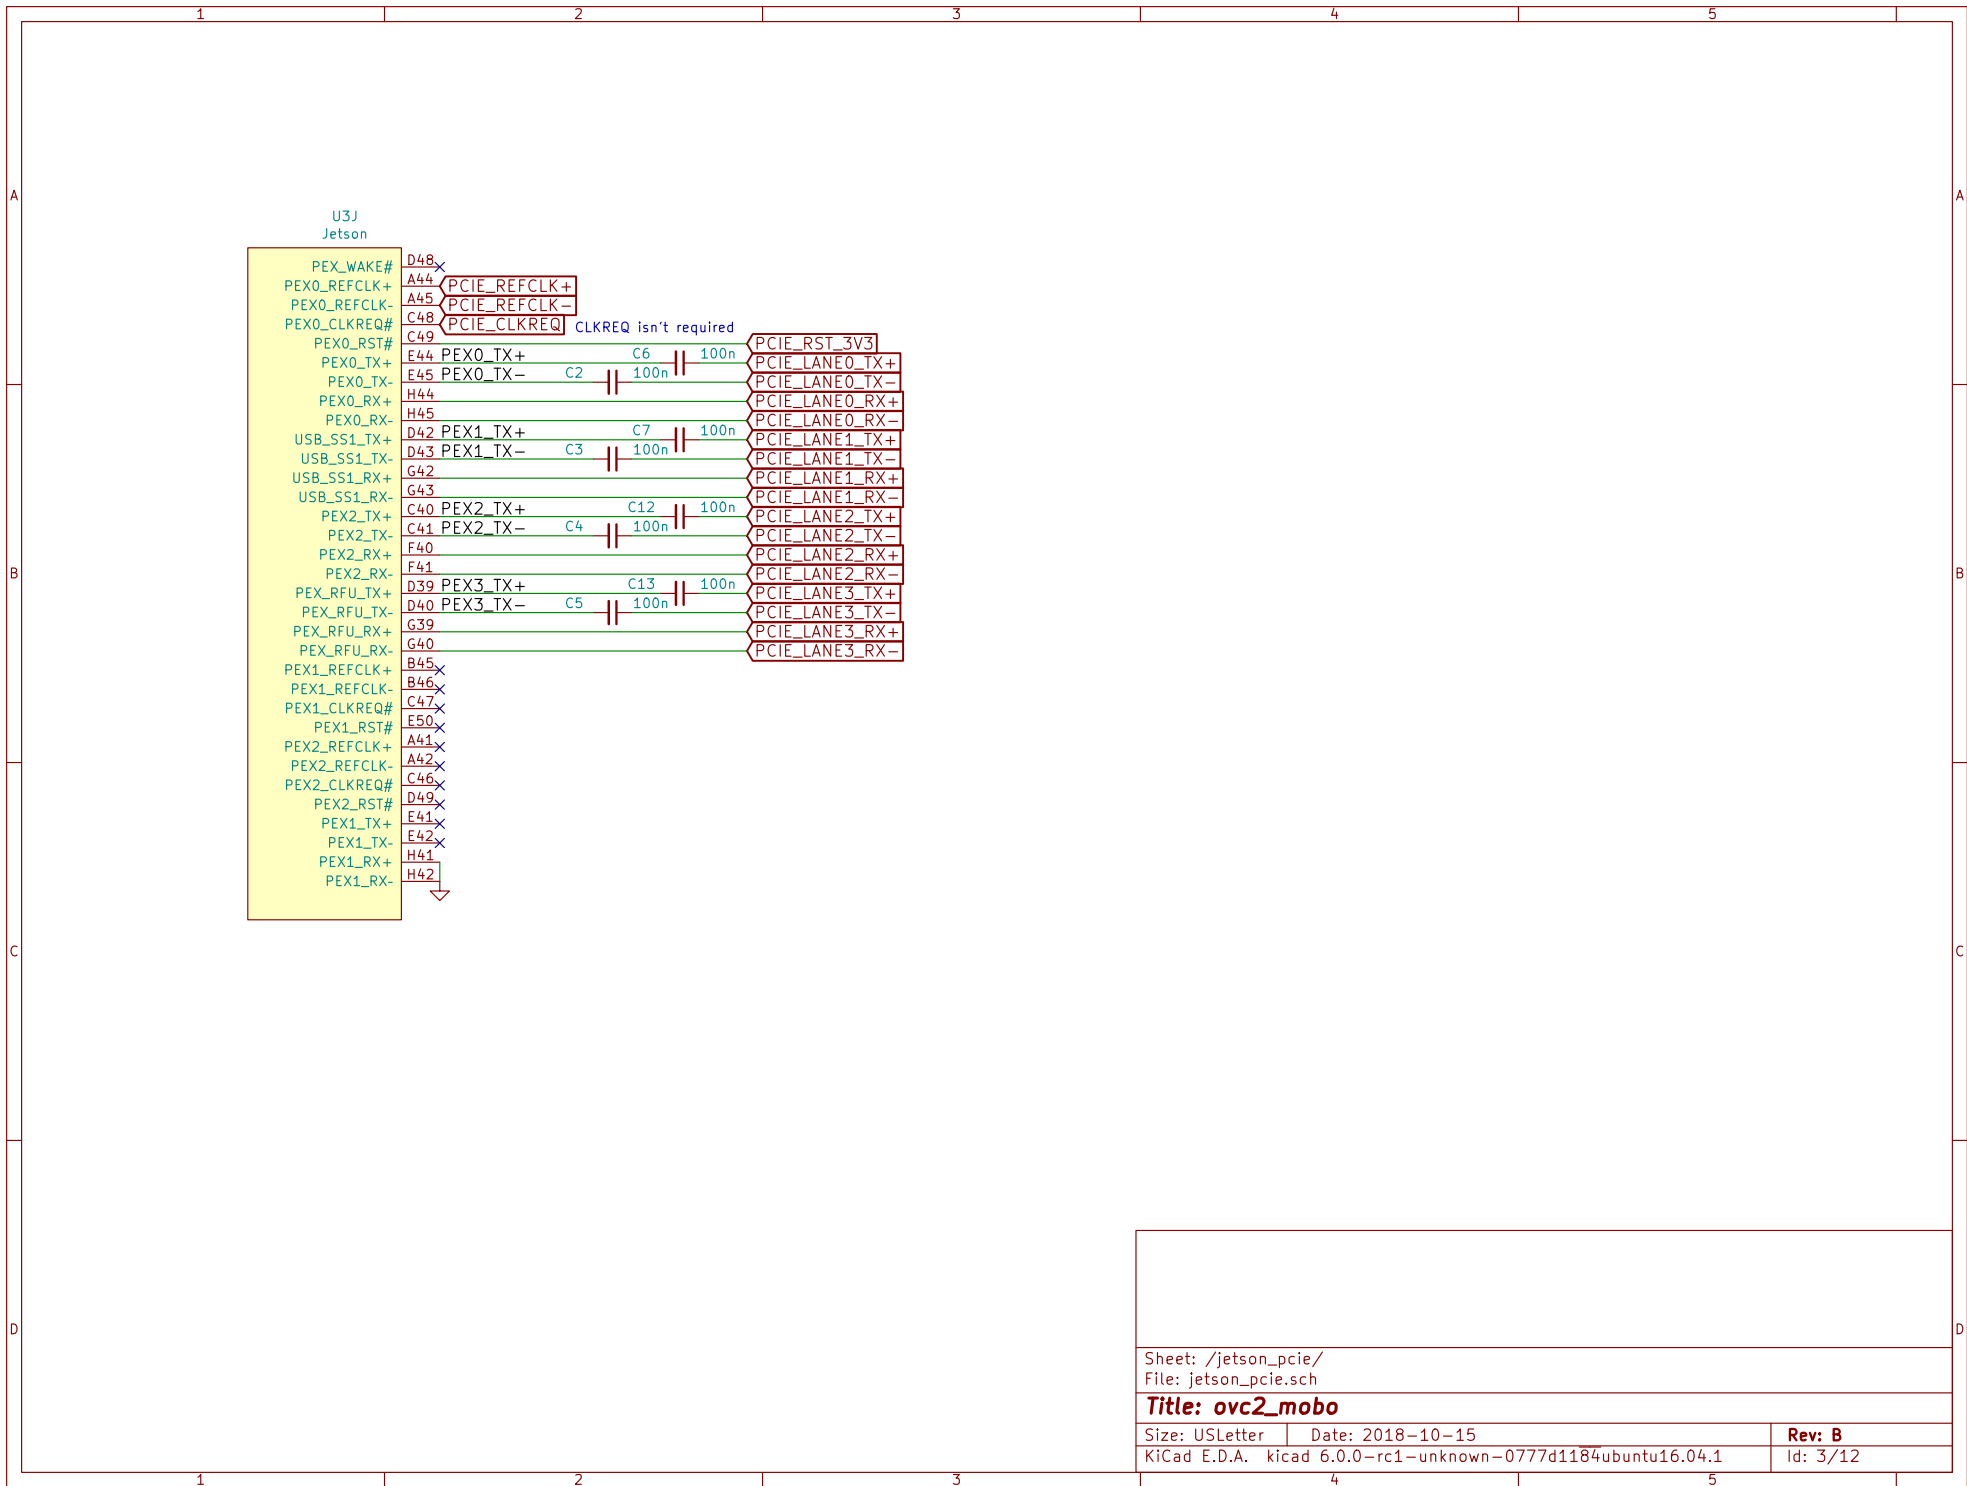 1 2 3 4 5
A A
U3J
Jetson
PEX_WAKE# D48
PEX0_REFCLK+ A44 PCIE_REFCLK+
PEX0_REFCLK- A45 PCIE_REFCLK-
PEX0_CLKREQ# C48 PCIE_CLKREQ CLKREQ isn't required
PEX0_RST# C49 PCIE_RST_3V3
PEX0_TX+ E44 PEX0_TX+ C6 100n PCIE_LANE0_TX+
PEX0_TX- E45 PEX0_TX- C2 100n PCIE_LANE0_TX-
PEX0_RX+ H44 PCIE_LANE0_RX+
PEX0_RX- H45 PCIE_LANE0_RX-
USB_SS1_TX+ D42 PEX1_TX+ C7 100n PCIE_LANE1_TX+
USB_SS1_TX- D43 PEX1_TX- C3 100n PCIE_LANE1_TX-
USB_SS1_RX+ G42 PCIE_LANE1_RX+
USB_SS1_RX- G43 PCIE_LANE1_RX-
PEX2_TX+ C40 PEX2_TX+ C12 100n PCIE_LANE2_TX+
PEX2_TX- C41 PEX2_TX- C4 100n PCIE_LANE2_TX-
PEX2_RX+ F40 PCIE_LANE2_RX+
B PEX2_RX- F41 PCIE_LANE2_RX- B
PEX_RFU_TX+ D39 PEX3_TX+ C13 100n PCIE_LANE3_TX+
PEX_RFU_TX- D40 PEX3_TX- C5 100n PCIE_LANE3_TX-
PEX_RFU_RX+ G39 PCIE_LANE3_RX+
PEX_RFU_RX- G40 PCIE_LANE3_RX-
PEX1_REFCLK+ B45
PEX1_REFCLK- B46
PEX1_CLKREQ# C47
PEX1_RST# E50
PEX2_REFCLK+ A41
PEX2_REFCLK- A42
PEX2_CLKREQ# C46
PEX2_RST# D49
PEX1_TX+ E41
PEX1_TX- E42
PEX1_RX+ H41
PEX1_RX- H42
C C
D D
Sheet: /jetson_pcie/
File: jetson_pcie.sch
Title: ovc2_mobo
Size: USLetter Date: 2018-10-15 Rev: B
KiCad E.D.A. kicad 6.0.0-rc1-unknown-0777d1184ubuntu16.04.1 Id: 3/12
1 2 3 4 5